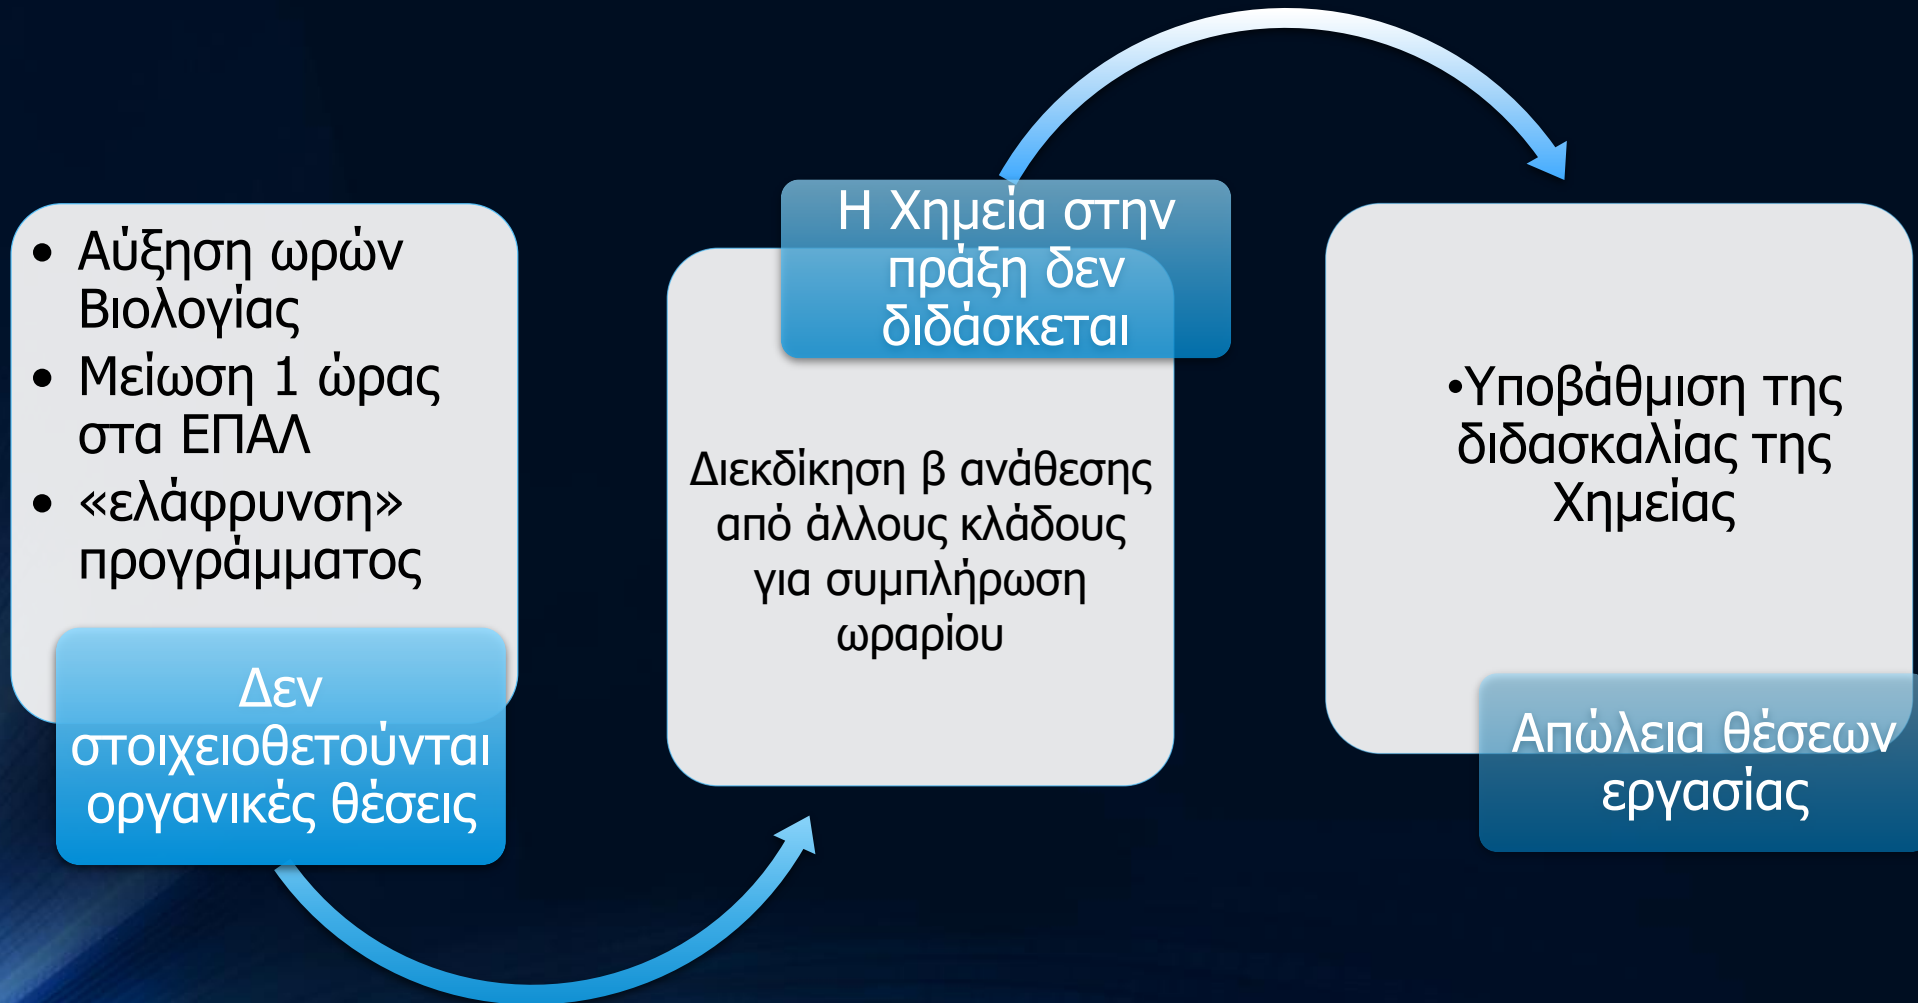 • Αύξηση ωρών
Βιολογίας
• Μείωση 1 ώρας
στα ΕΠΑΛ
• «ελάφρυνση»
προγράμματος
Δεν
στοιχειοθετούνται
οργανικές θέσεις
Η Χημεία στην
πράξη δεν
διδάσκεται
Διεκδίκηση β ανάθεσης
από άλλους κλάδους
για συμπλήρωση
ωραρίου
•Υποβάθμιση της
διδασκαλίας της
Χημείας
Απώλεια θέσεων
εργασίας